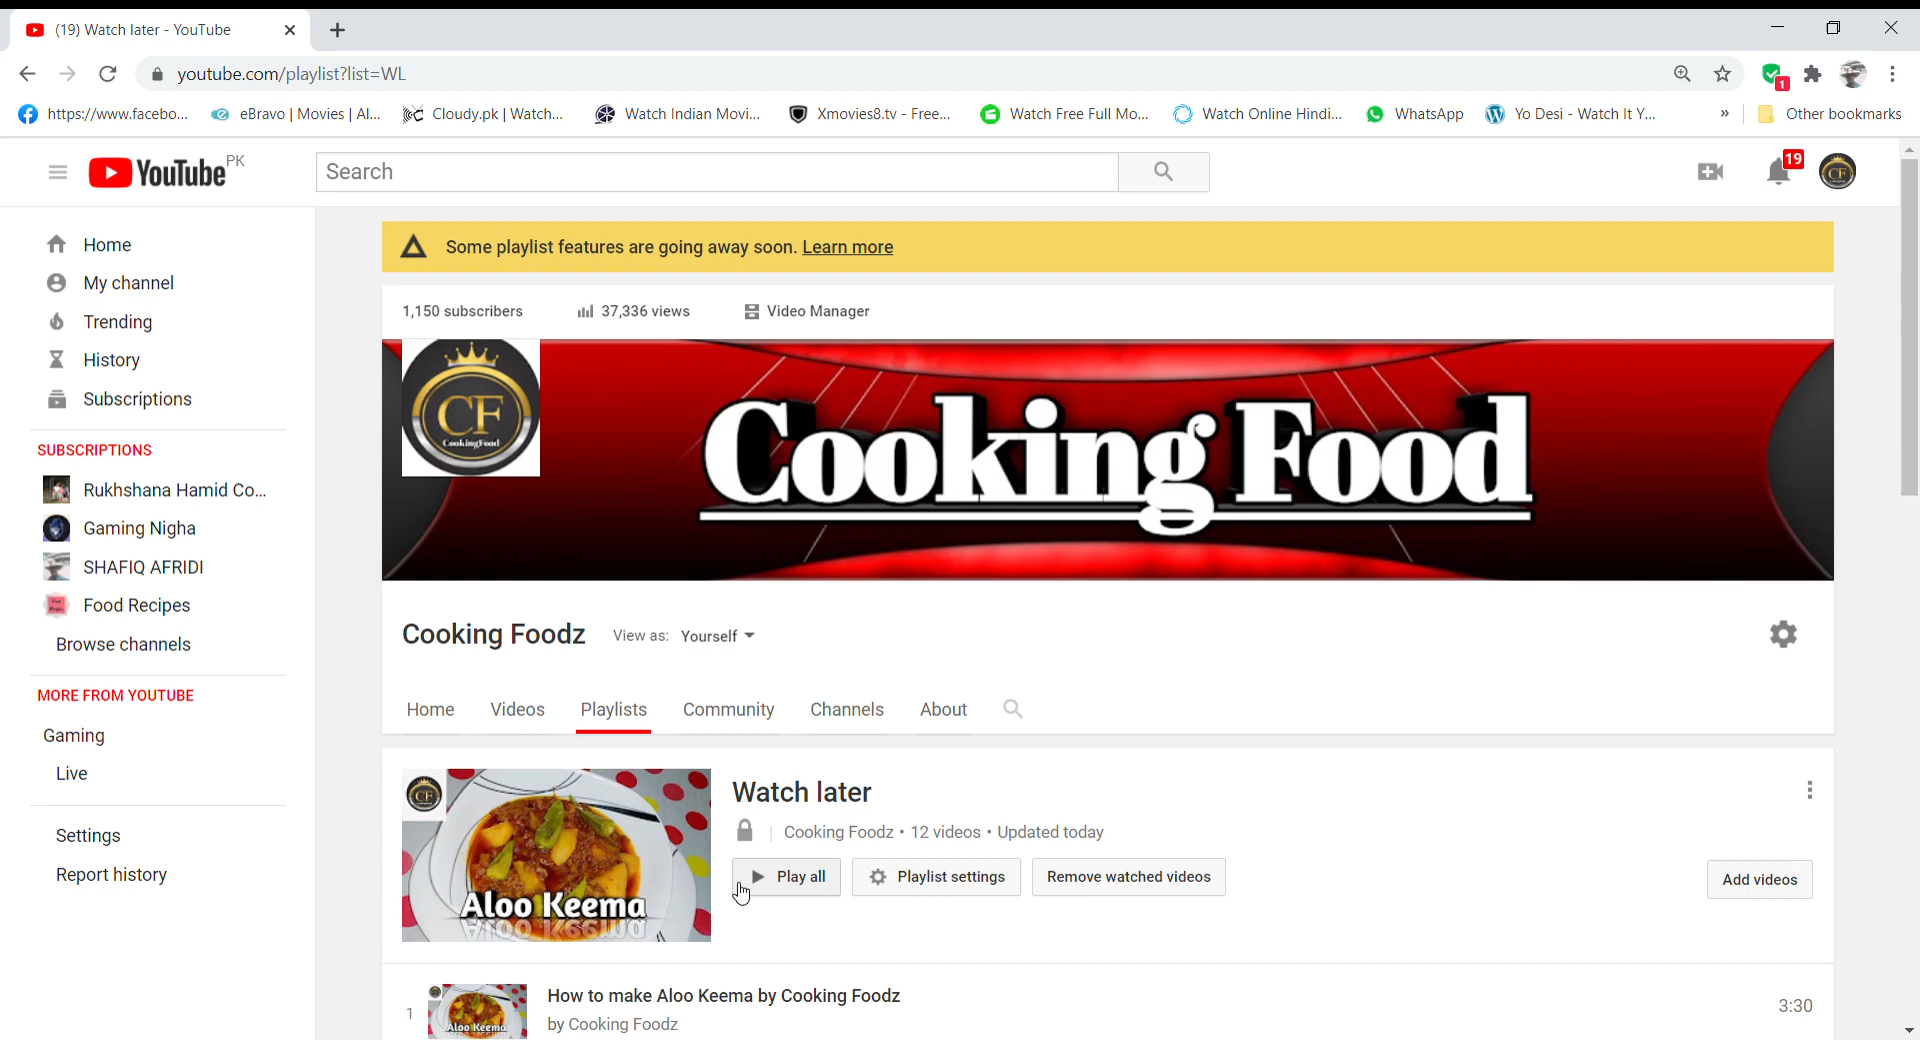 (19) Watch later - YouTube
youtube.com/playlist?list=WL
1
https://www.facebo... eBravo | Movies | Al... Cloudy.pk | Watch... Watch Indian Movi... Xmovies8.tv - Free... Watch Free Full Mo... Watch Online Hindi... WhatsApp Yo Desi - Watch It Y... » Other bookmarks
YouTube PK
Search
19
CF
Home
My channel
Trending
History
Subscriptions
SUBSCRIPTIONS
Rukhshana Hamid Co...
Gaming Nigha
SHAFIQ AFRIDI
Food Recipes
Browse channels
MORE FROM YOUTUBE
Gaming
Live
Settings
Report history
Some playlist features are going away soon. Learn more
1,150 subscribers 37,336 views Video Manager
CF
CookingFood
Cooking Food
Cooking Foodz View as: Yourself
Home Videos Playlists Community Channels About
CF
Aloo Keema
Watch later
Cooking Foodz • 12 videos • Updated today
Play all Playlist settings Remove watched videos
Add videos
1
Aloo Keema
How to make Aloo Keema by Cooking Foodz
by Cooking Foodz
3:30